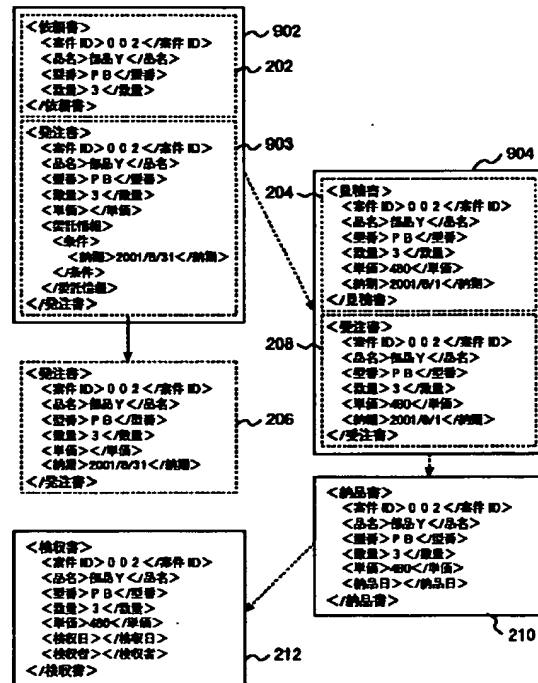 <依頼書>
<案件ID>002</案件ID>
<品名>部品Y</品名>
<型番>PB</型番>
<数量>3</数量>
</依頼書>
902
202
<発注書>
<案件ID>002</案件ID>
<品名>部品Y</品名>
<型番>PB</型番>
<数量>3</数量>
<単価></単価>
<委託情報>
<条件>
<納期>2001/8/31</納期>
</条件>
</委託情報>
</発注書>
903
904
204
<見積書>
<案件ID>002</案件ID>
<品名>部品Y</品名>
<型番>PB</型番>
<数量>3</数量>
<単価>480</単価>
<納期>2001/8/1</納期>
</見積書>
208
<受注書>
<案件ID>002</案件ID>
<品名>部品Y</品名>
<型番>PB</型番>
<数量>3</数量>
<単価>480</単価>
<納期>2001/8/1</納期>
</受注書>
<発注書>
<案件ID>002</案件ID>
<品名>部品Y</品名>
<型番>PB</型番>
<数量>3</数量>
<単価></単価>
<納期>2001/8/31</納期>
</発注書>
206
<納品書>
<案件ID>002</案件ID>
<品名>部品Y</品名>
<型番>PB</型番>
<数量>3</数量>
<単価>480</単価>
<納品日></納品日>
</納品書>
210
<検収書>
<案件ID>002</案件ID>
<品名>部品Y</品名>
<型番>PB</型番>
<数量>3</数量>
<単価>480</単価>
<検収日></検収日>
<検収者></検収者>
</検収書>
212